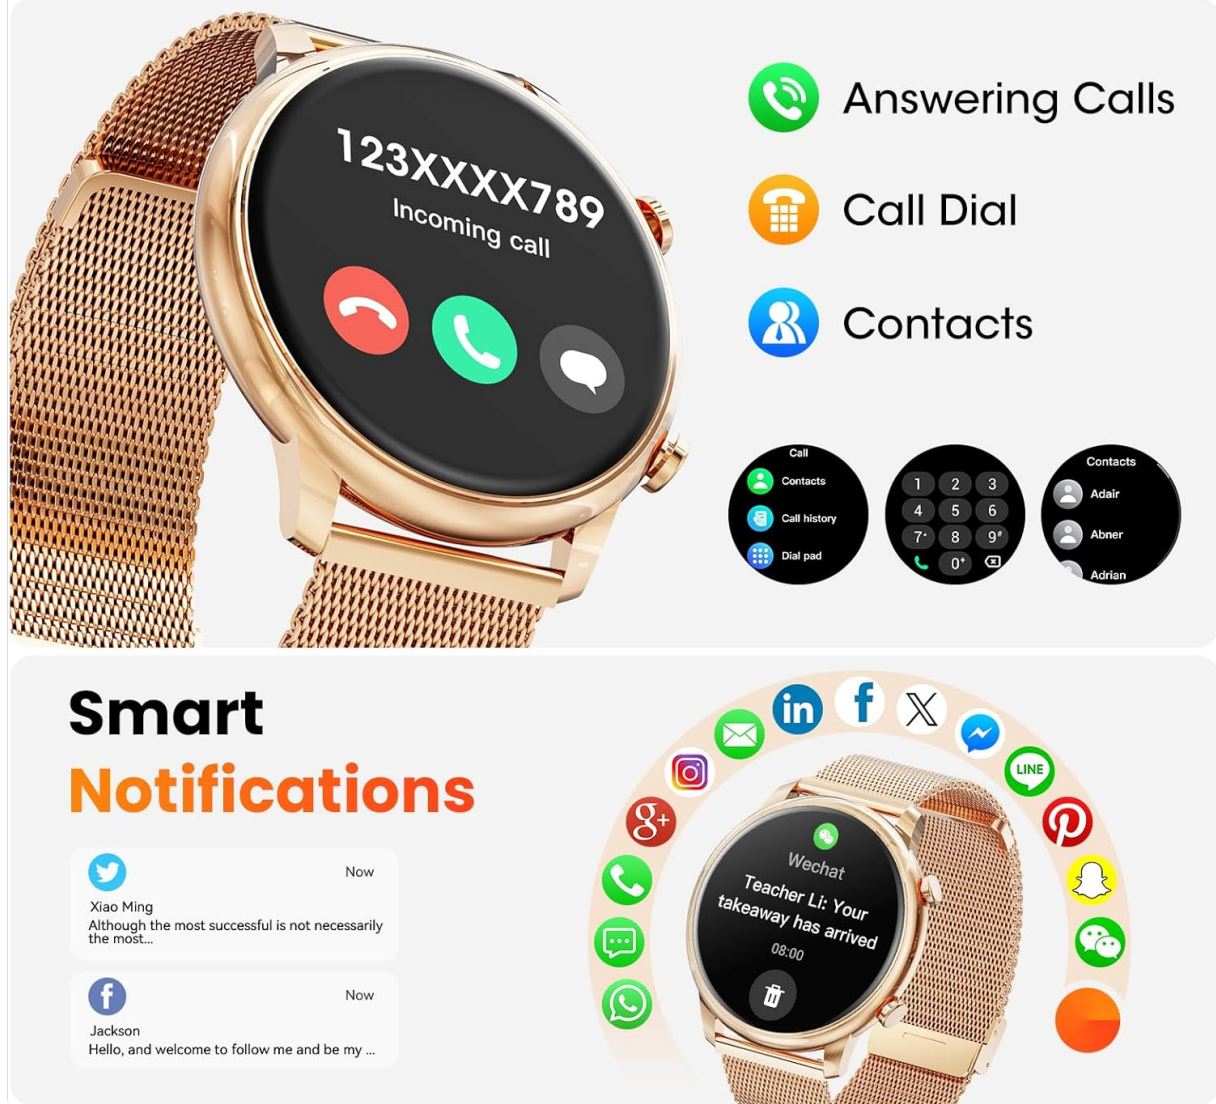 123XXXX789
Incoming call
Answering Calls
Call Dial
Contacts
Call
Contacts
Call history
Dial pad
1 2 3
4 5 6
7* 8 9#
0+
Contacts
Adair
Abner
Adrian
Smart
Notifications
Now
Xiao Ming
Although the most successful is not necessarily
the most...
Now
Jackson
Hello, and welcome to follow me and be my ...
in
f
X
LINE
g+
Wechat
Teacher Li: Your
takeaway has arrived
08:00